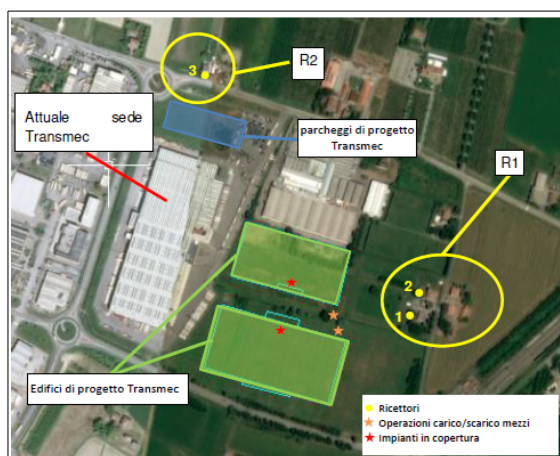 R2
3
Attuale sede
Transmec
parcheggi di progetto
Transmec
R1
2
1
Edifici di progetto Transmec
Ricettori
Operazioni carico/scarico mezzi
Impianti in copertura